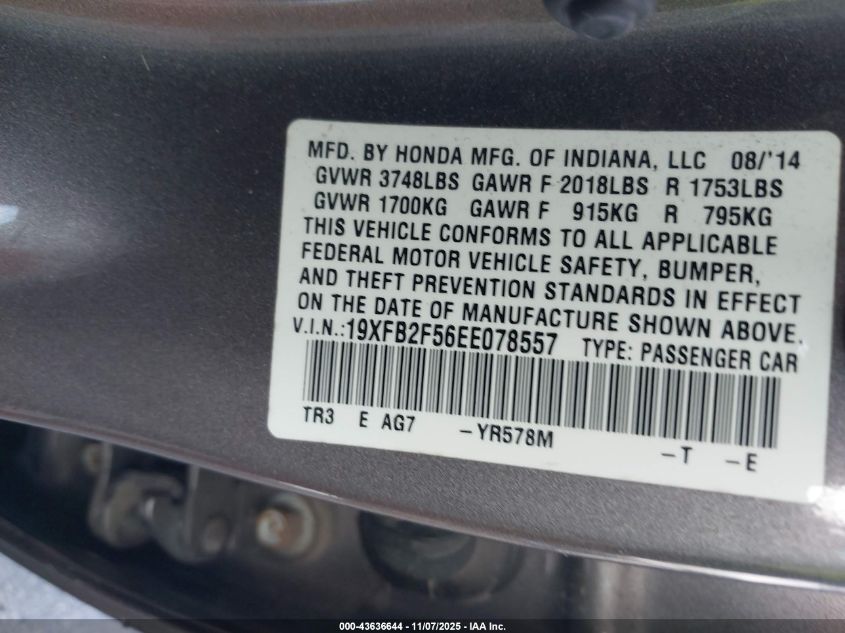 MFD. BY HONDA MFG. OF INDIANA, LLC 08/'14
GVWR 3748LBS GAWR F 2018LBS R 1753LBS
GVWR 1700KG GAWR F 915KG R 795KG
THIS VEHICLE CONFORMS TO ALL APPLICABLE
FEDERAL MOTOR VEHICLE SAFETY, BUMPER,
AND THEFT PREVENTION STANDARDS IN EFFECT
ON THE DATE OF MANUFACTURE SHOWN ABOVE.
V.I.N.:19XFB2F56EE078557 TYPE: PASSENGER CAR
TR3 E AG7 -YR578M -T -E
000-43636644 - 11/07/2025 - IAA Inc.